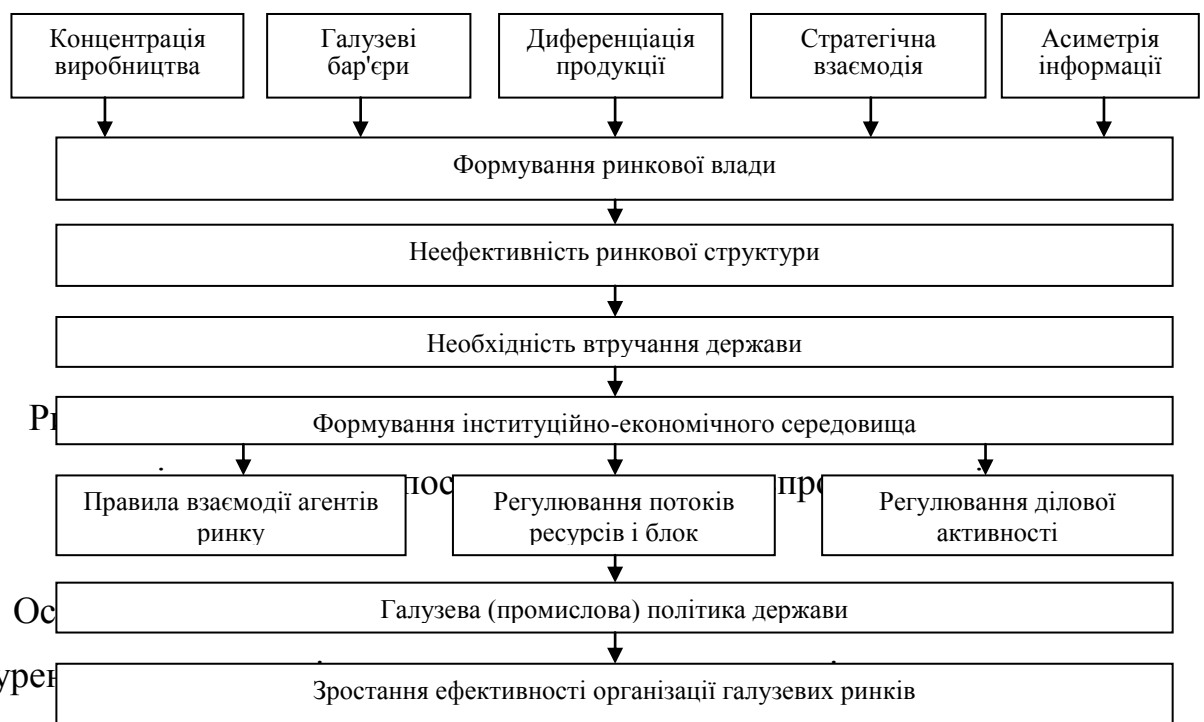 Концентрація
виробництва
Галузеві
бар'єри
Диференціація
продукції
Стратегічна
взаємодія
Асиметрія
інформації
Формування ринкової влади
Неефективність ринкової структури
Необхідність втручання держави
Формування інституційно-економічного середовища
Правила взаємодії агентів
ринку
Регулювання потоків
ресурсів і блок
Регулювання ділової
активності
Галузева (промислова) політика держави
Зростання ефективності організації галузевих ринків